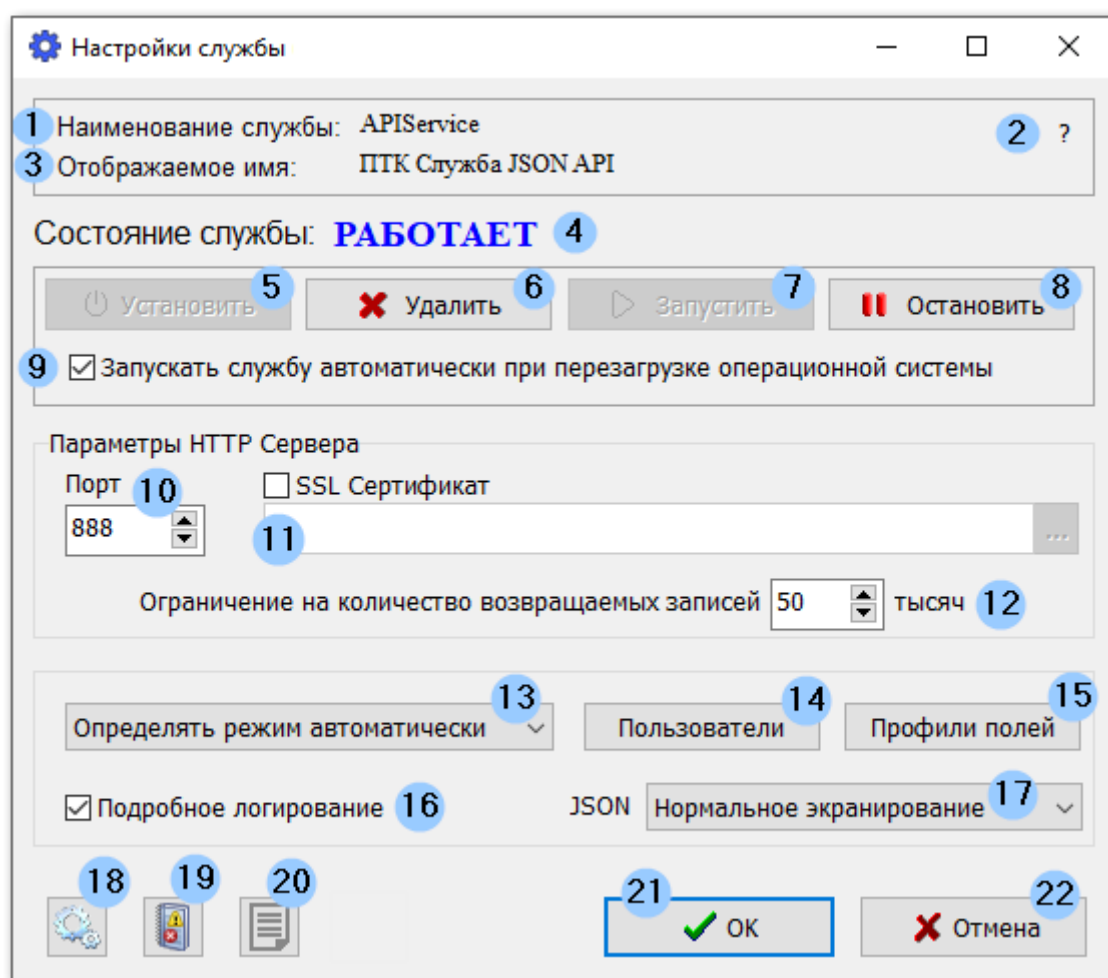 Настройки службы
1 Наименование службы: APIService 2 ?
3 Отображаемое имя: ПТК Служба JSON API
Состояние службы: РАБОТАЕТ 4
Установить 5 Удалить 6 Запустить 7 Остановить 8
9 Запускать службу автоматически при перезагрузке операционной системы
Параметры HTTP Сервера
Порт 10 SSL Сертификат
888 11 ...
Ограничение на количество возвращаемых записей 50 тысяч 12
Определять режим автоматически 13 Пользователи 14 Профили полей 15
Подробное логирование 16 JSON Нормальное экранирование 17
18 19 20 21 OK 22 Отмена